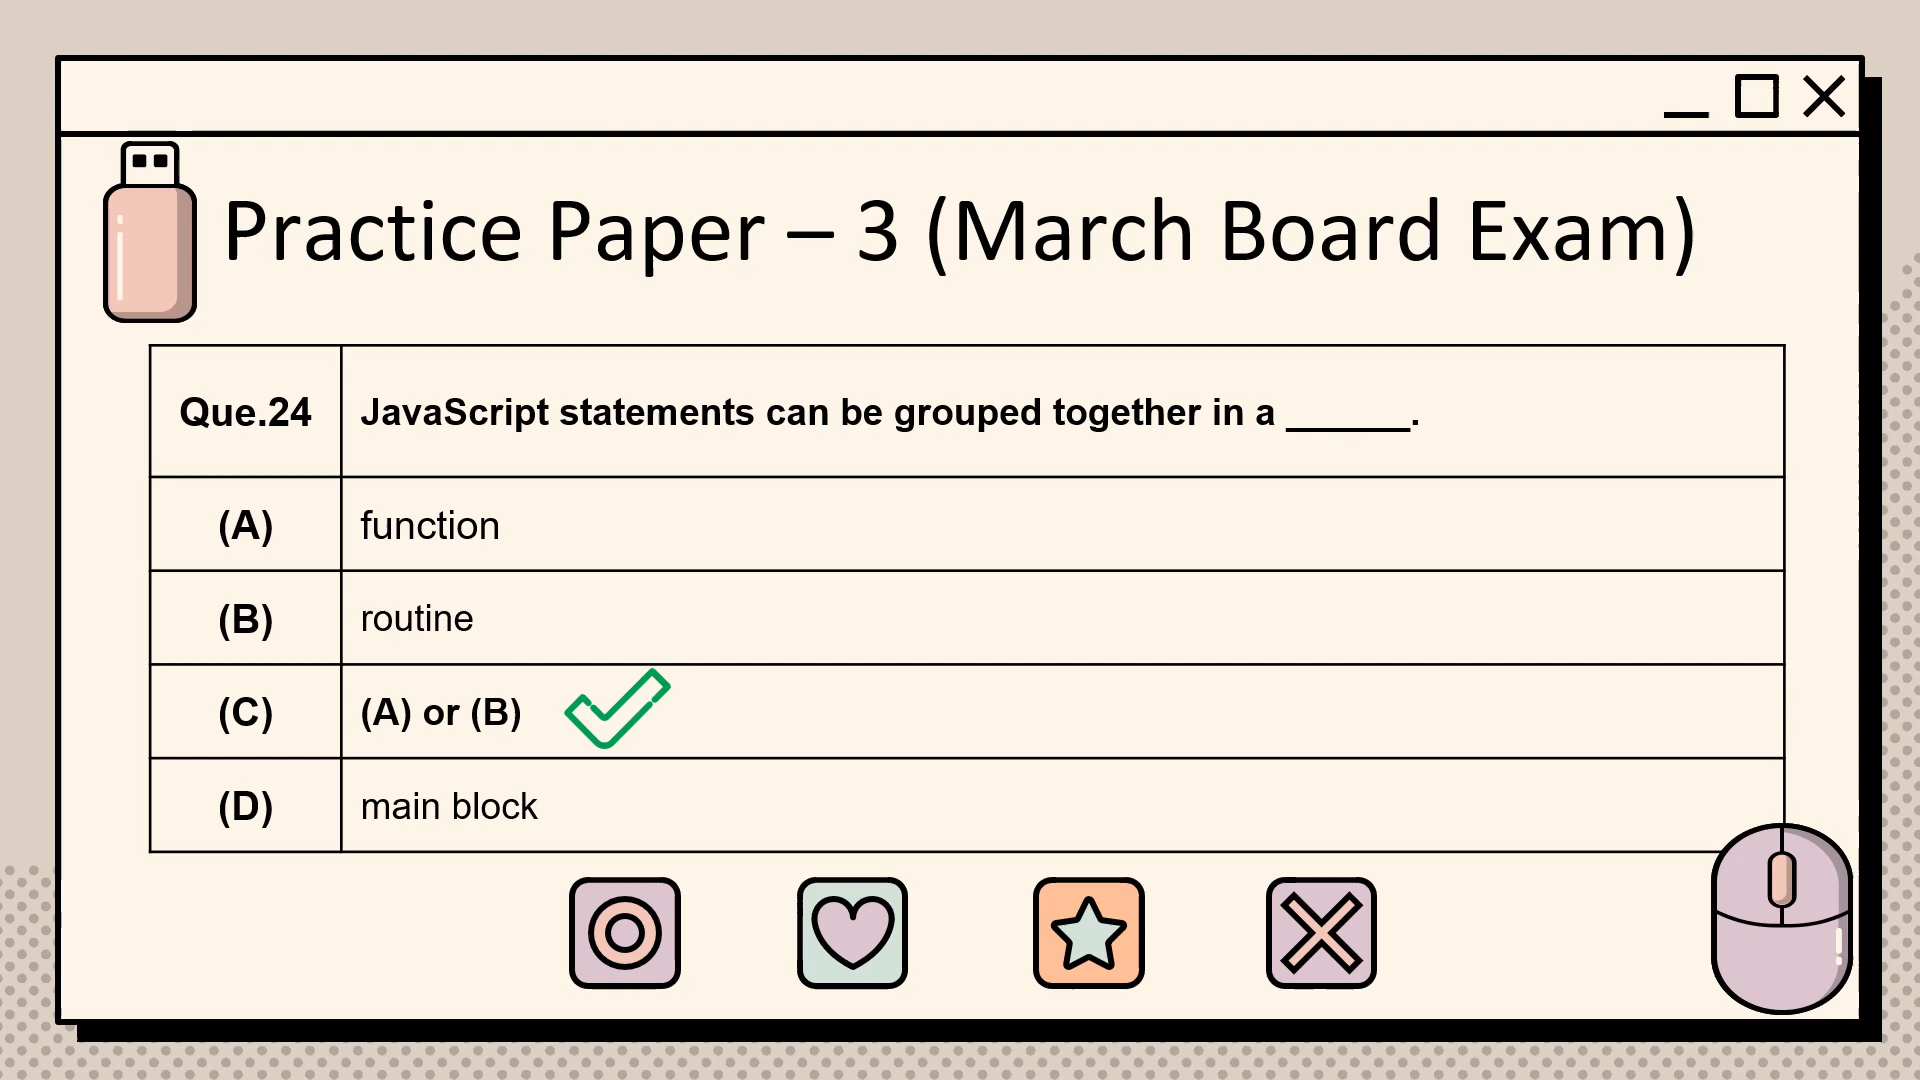 Practice Paper – 3 (March Board Exam)
Que.24 JavaScript statements can be grouped together in a ______.
(A) function
(B) routine
(C) (A) or (B)
(D) main block